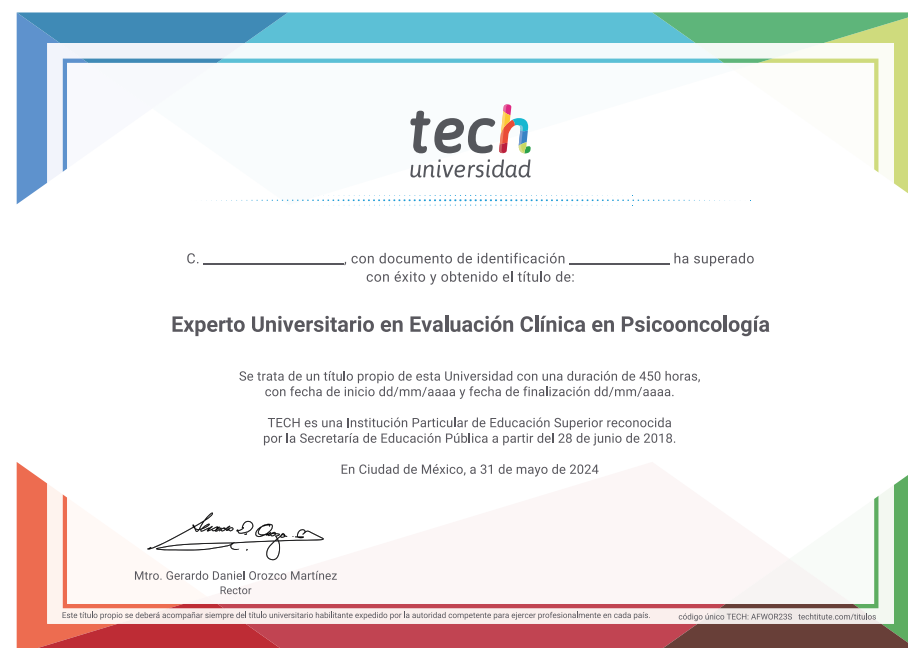 tech
universidad
C. ____________, con documento de identificación ____________ ha superado
con éxito y obtenido el título de:
Experto Universitario en Evaluación Clínica en Psicooncología
Se trata de un título propio de esta Universidad con una duración de 450 horas,
con fecha de inicio dd/mm/aaaa y fecha de finalización dd/mm/aaaa.
TECH es una Institución Particular de Educación Superior reconocida
por la Secretaría de Educación Pública a partir del 28 de junio de 2018.
En Ciudad de México, a 31 de mayo de 2024
Mtro. Gerardo Daniel Orozco Martínez
Rector
Este título propio se deberá acompañar siempre del título universitario habilitante expedido por la autoridad competente para ejercer profesionalmente en cada país.
código único TECH: AFWOR23S techtitute.com/titulos